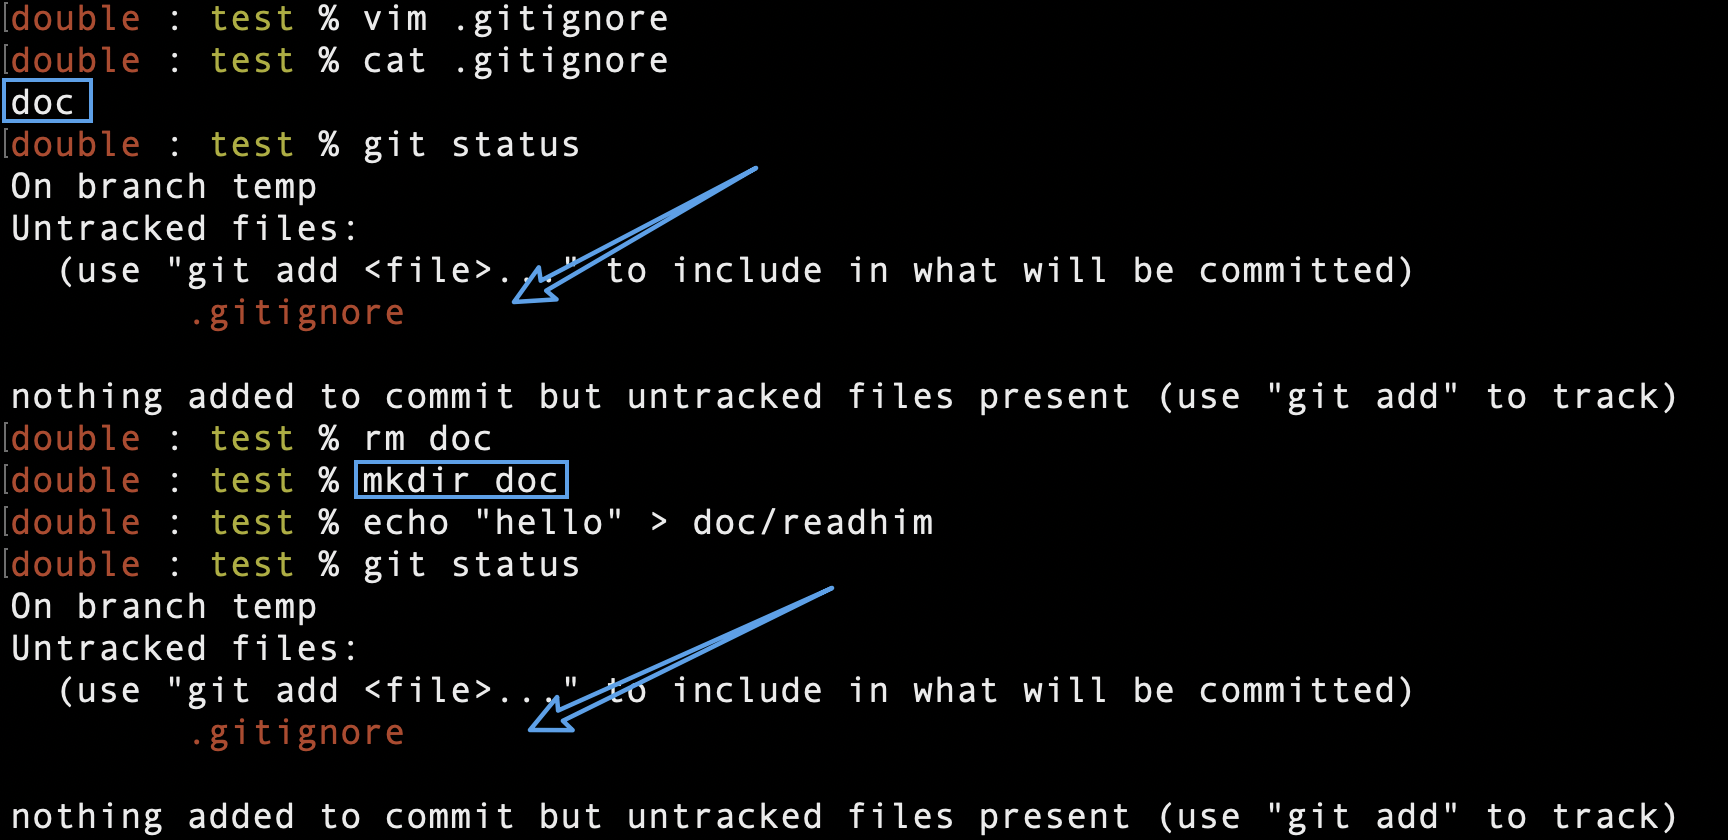 [double : test % vim .gitignore
[double : test % cat .gitignore
doc
[double : test % git status
On branch temp
Untracked files:
  (use "git add <file>..." to include in what will be committed)
        .gitignore

nothing added to commit but untracked files present (use "git add" to track)
[double : test % rm doc
[double : test % mkdir doc
[double : test % echo "hello" > doc/readhim
[double : test % git status
On branch temp
Untracked files:
  (use "git add <file>..." to include in what will be committed)
        .gitignore

nothing added to commit but untracked files present (use "git add" to track)